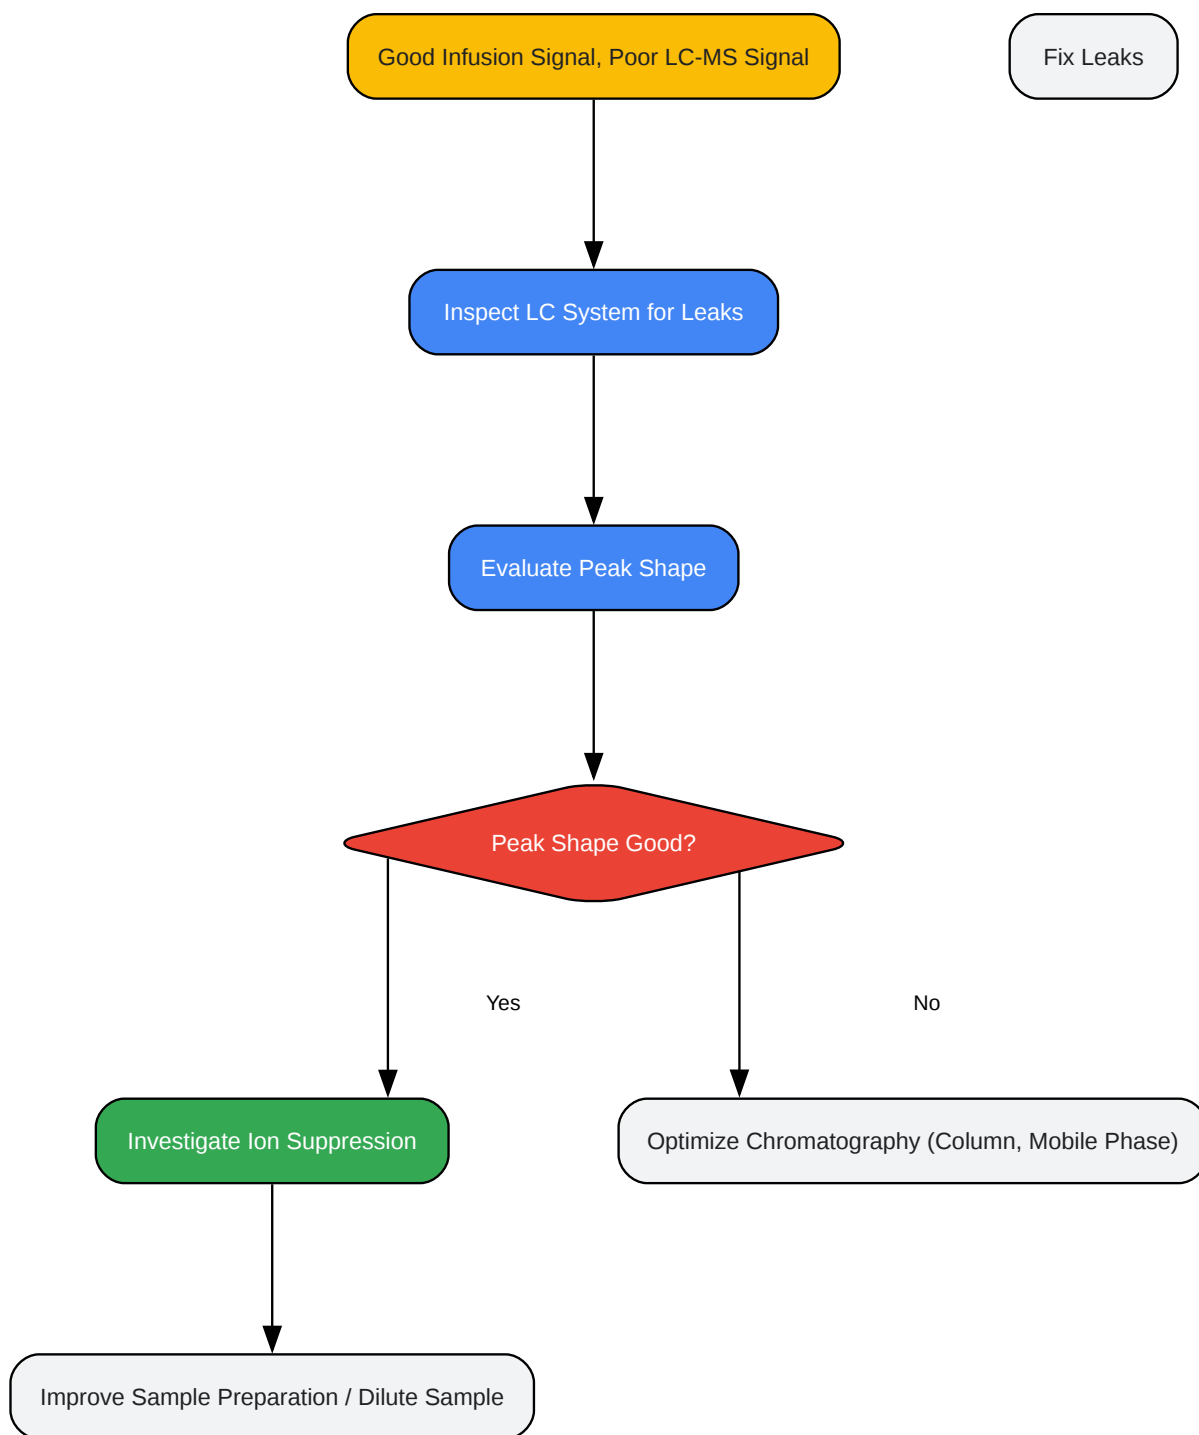 Good Infusion Signal, Poor LC-MS Signal
Fix Leaks
Inspect LC System for Leaks
Evaluate Peak Shape
Peak Shape Good?
Yes
No
Investigate Ion Suppression
Optimize Chromatography (Column, Mobile Phase)
Improve Sample Preparation / Dilute Sample